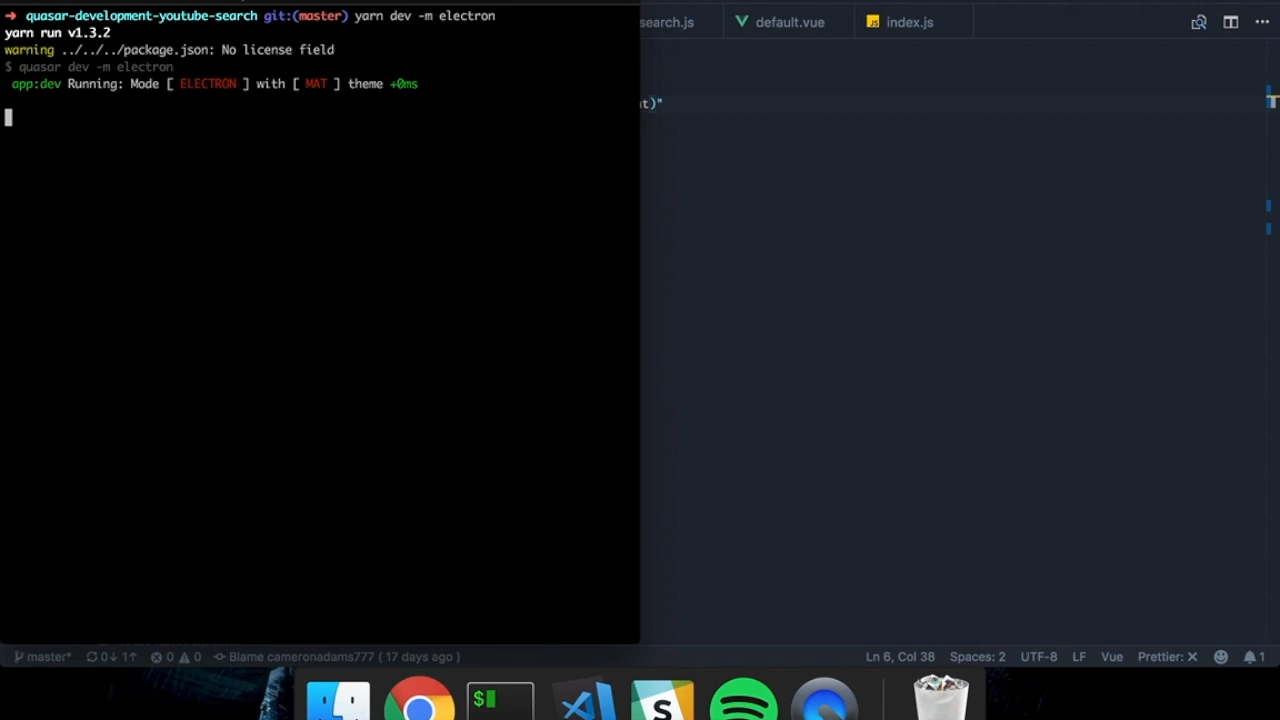 ➜ quasar-development-youtube-search git:(master) yarn dev -m electron
yarn run v1.3.2
warning ../../../package.json: No license field
$ quasar dev -m electron
app:dev Running: Mode [ ELECTRON ] with [ MAT ] theme +0ms
search.js
default.vue
JS index.js
t)"
master* 0↓ 1↑ 0 0 Blame cameronadams777 ( 17 days ago )
Ln 6, Col 38 Spaces: 2 UTF-8 LF Vue Prettier: ✕ 1
$
S